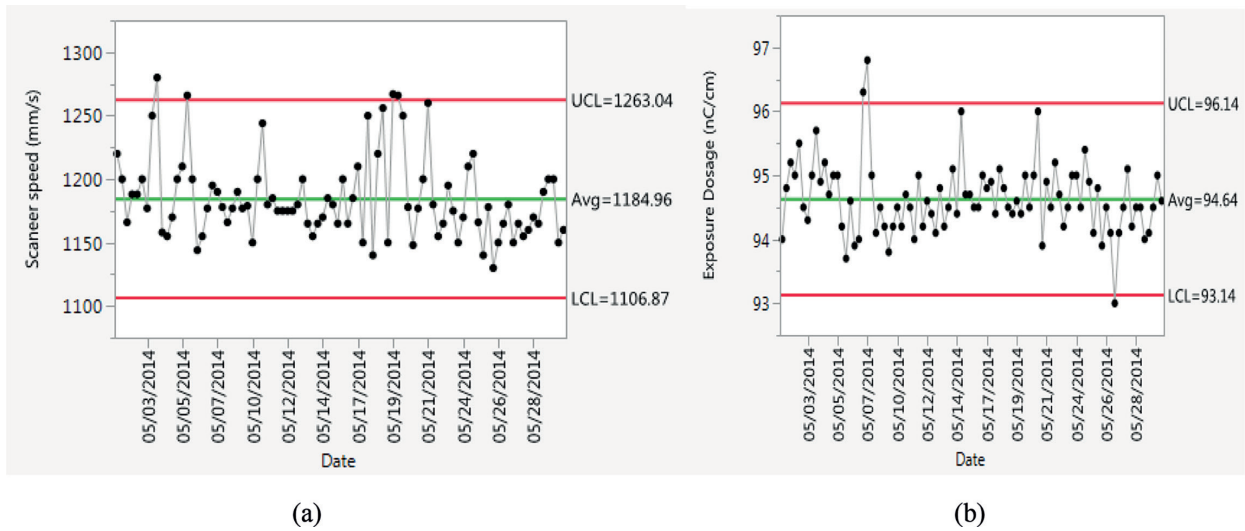 1300
1250
1200
1150
1100
Scaneer speed (mm/s)
UCL=1263.04
Avg=1184.96
LCL=1106.87
05/03/2014
05/05/2014
05/07/2014
05/10/2014
05/12/2014
05/14/2014
05/17/2014
05/19/2014
05/21/2014
05/24/2014
05/26/2014
05/28/2014
Date
(a)
97
96
95
94
93
Exposure Dosage (nC/cm)
UCL=96.14
Avg=94.64
LCL=93.14
05/03/2014
05/05/2014
05/07/2014
05/10/2014
05/12/2014
05/14/2014
05/17/2014
05/19/2014
05/21/2014
05/24/2014
05/26/2014
05/28/2014
Date
(b)